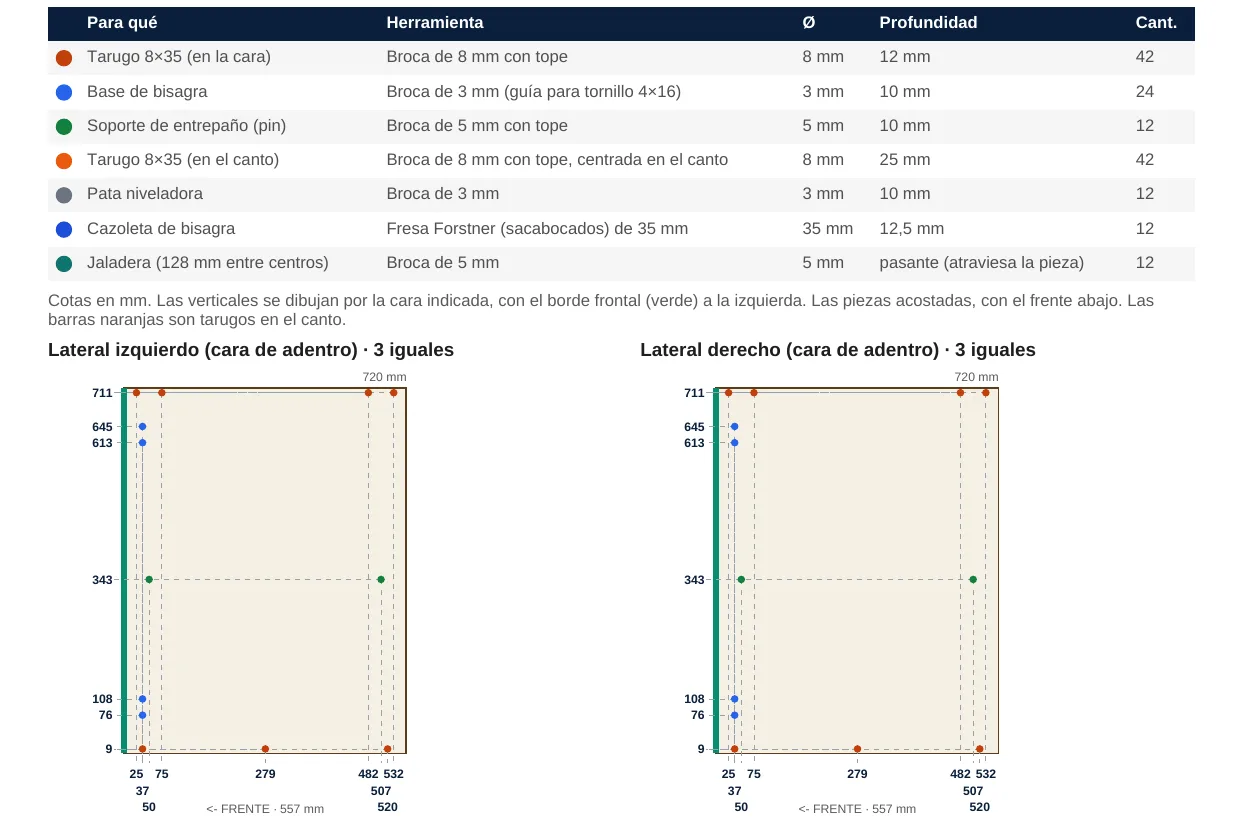 Para qué Herramienta Ø Profundidad Cant.
Tarugo 8×35 (en la cara) Broca de 8 mm con tope 8 mm 12 mm 42
Base de bisagra Broca de 3 mm (guía para tornillo 4×16) 3 mm 10 mm 24
Soporte de entrepaño (pin) Broca de 5 mm con tope 5 mm 10 mm 12
Tarugo 8×35 (en el canto) Broca de 8 mm con tope, centrada en el canto 8 mm 25 mm 42
Pata niveladora Broca de 3 mm 3 mm 10 mm 12
Cazoleta de bisagra Fresa Forstner (sacabocados) de 35 mm 35 mm 12,5 mm 12
Jaladera (128 mm entre centros) Broca de 5 mm 5 mm pasante (atraviesa la pieza) 12
Cotas en mm. Las verticales se dibujan por la cara indicada, con el borde frontal (verde) a la izquierda. Las piezas acostadas, con el frente abajo. Las
barras naranjas son tarugos en el canto.
Lateral izquierdo (cara de adentro) · 3 iguales
720 mm
711
645
613
343
108
76
9
25 75 279 482 532
37 507
50 <- FRENTE · 557 mm 520
Lateral derecho (cara de adentro) · 3 iguales
720 mm
711
645
613
343
108
76
9
25 75 279 482 532
37 507
50 <- FRENTE · 557 mm 520